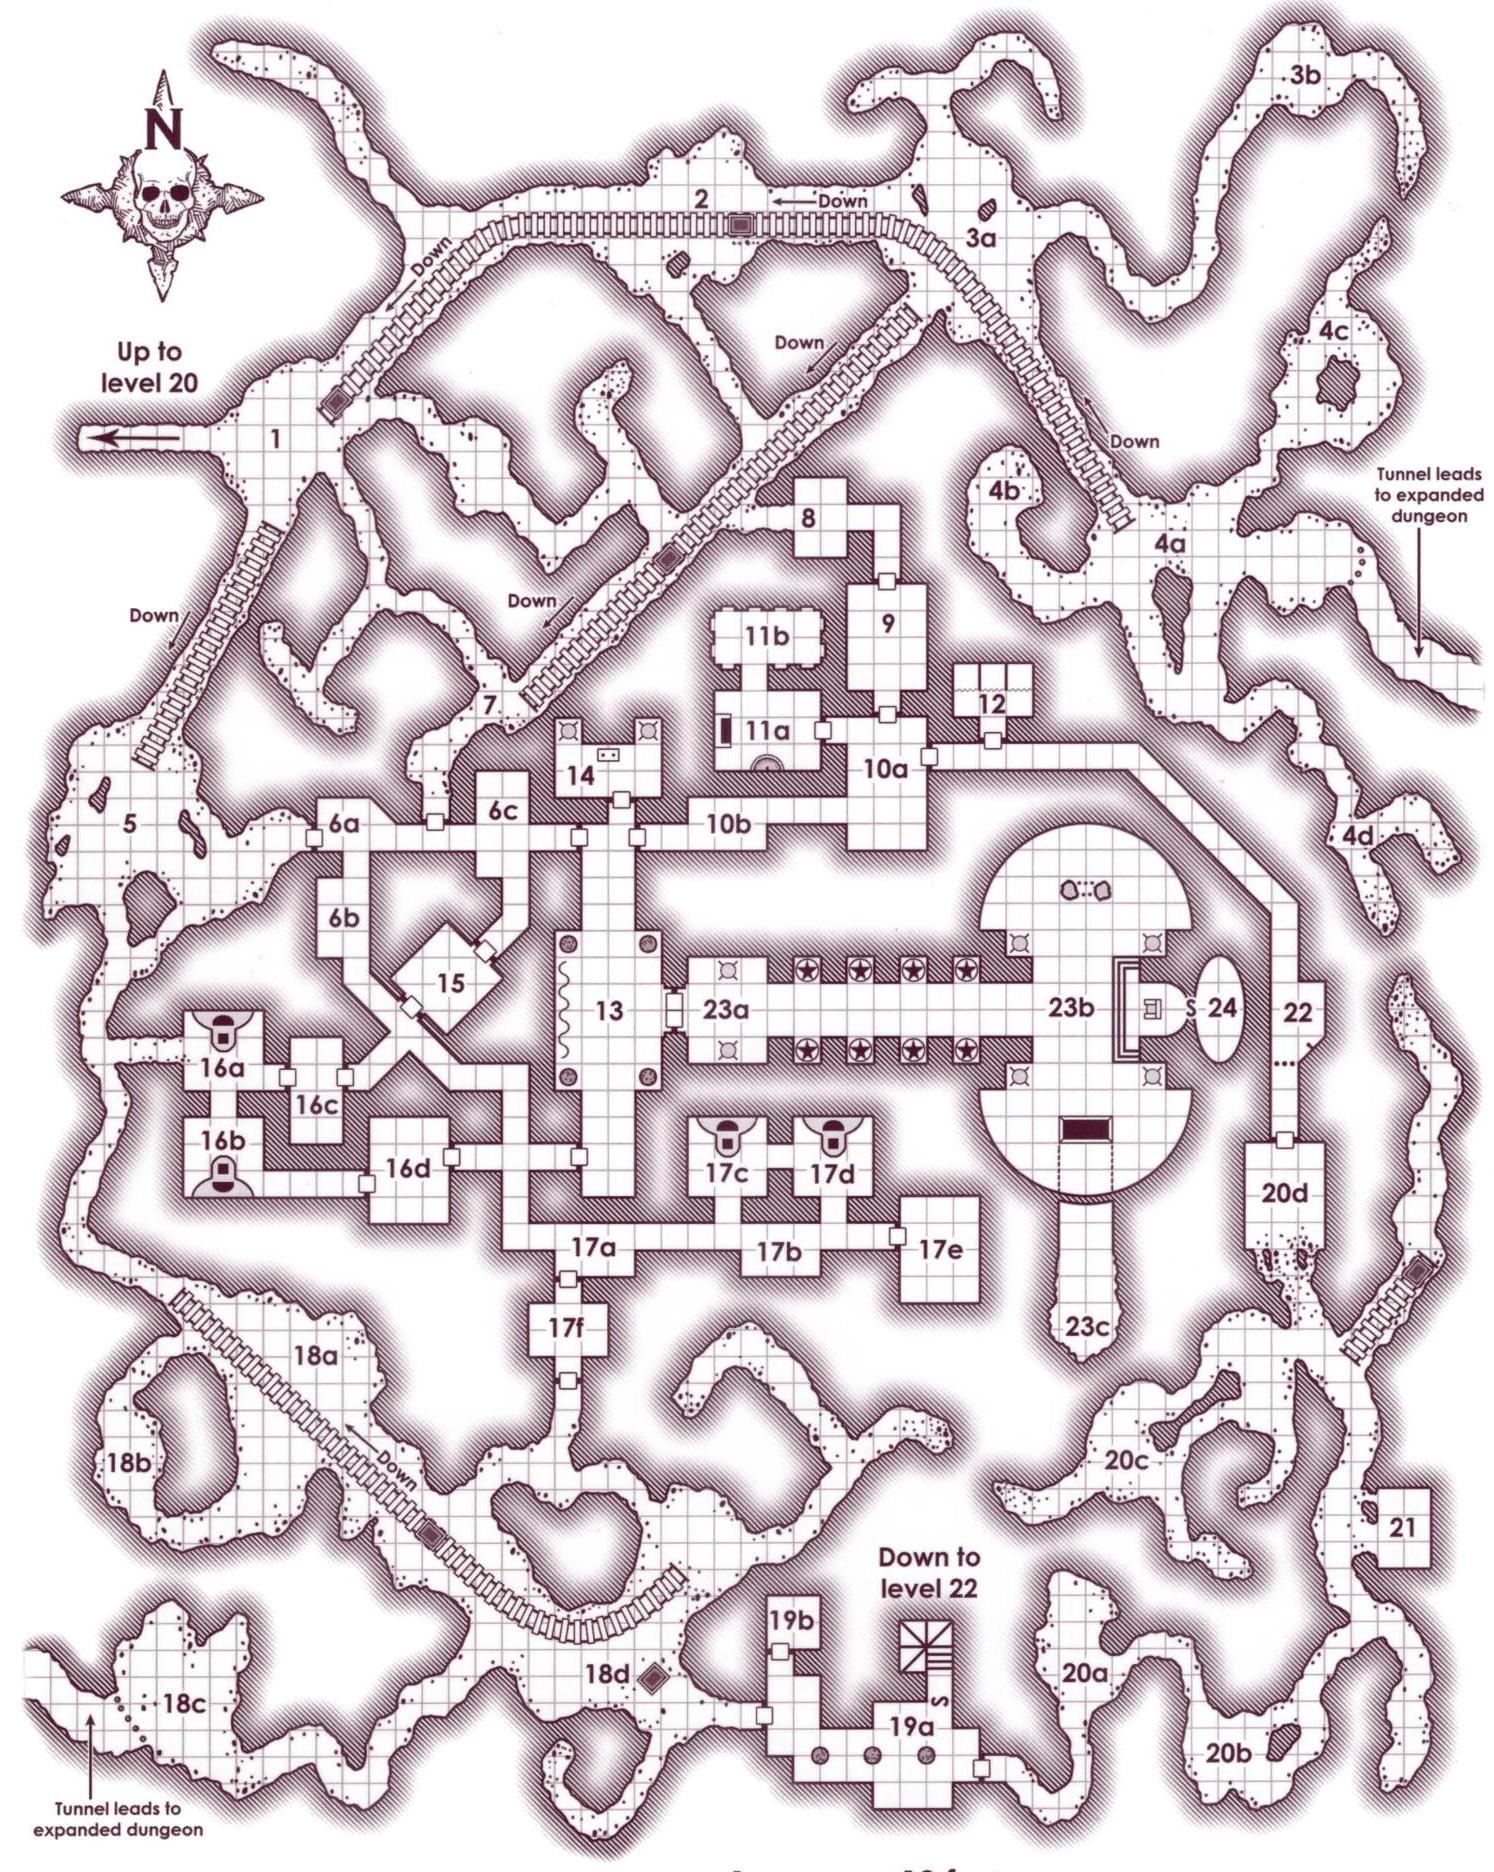 N
3b
2
Down
3a
Down
4c
Up to
level 20
Down
1
Down
4b
Tunnel leads
to expanded
dungeon
8
4a
Down
Down
9
11b
7
12
11a
14
10a
5
6a
6c
10b
4d
6b
15
13
23a
23b
S
24
22
16a
16c
16b
16d
17c
17d
20d
17a
17b
17e
17f
23c
18a
18b
Down
20c
21
Down to
level 22
19b
18d
20a
18c
S
19a
20b
Tunnel leads to
expanded dungeon